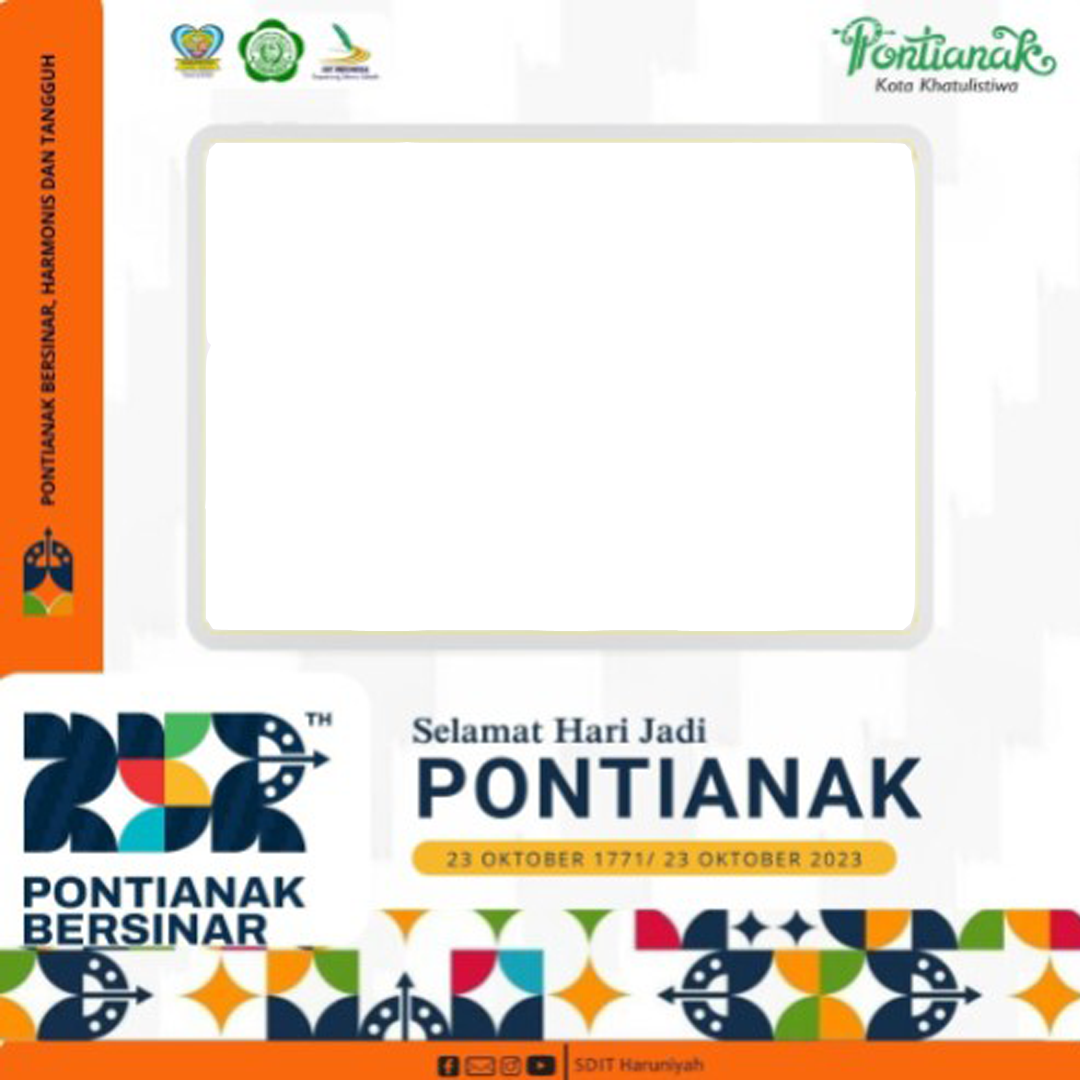 Pontianak
Kota Khatulistiwa
PONTIANAK BERSINAR, HARMONIS DAN TANGGUH
TH
PONTIANAK
BERSINAR
Selamat Hari Jadi
PONTIANAK
23 OKTOBER 1771/ 23 OKTOBER 2023
SDIT Haruniyah